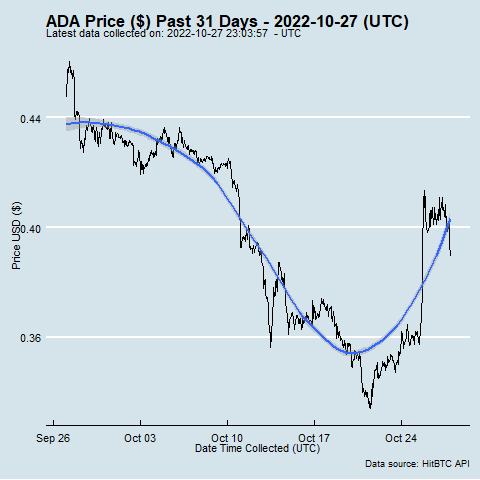 ADA Price ($) Past 31 Days - 2022-10-27 (UTC)
Latest data collected on: 2022-10-27 23:03:57 - UTC
0.44
0.40
0.36
Price USD ($)
Sep 26 Oct 03 Oct 10 Oct 17 Oct 24
Date Time Collected (UTC)
Data source: HitBTC API